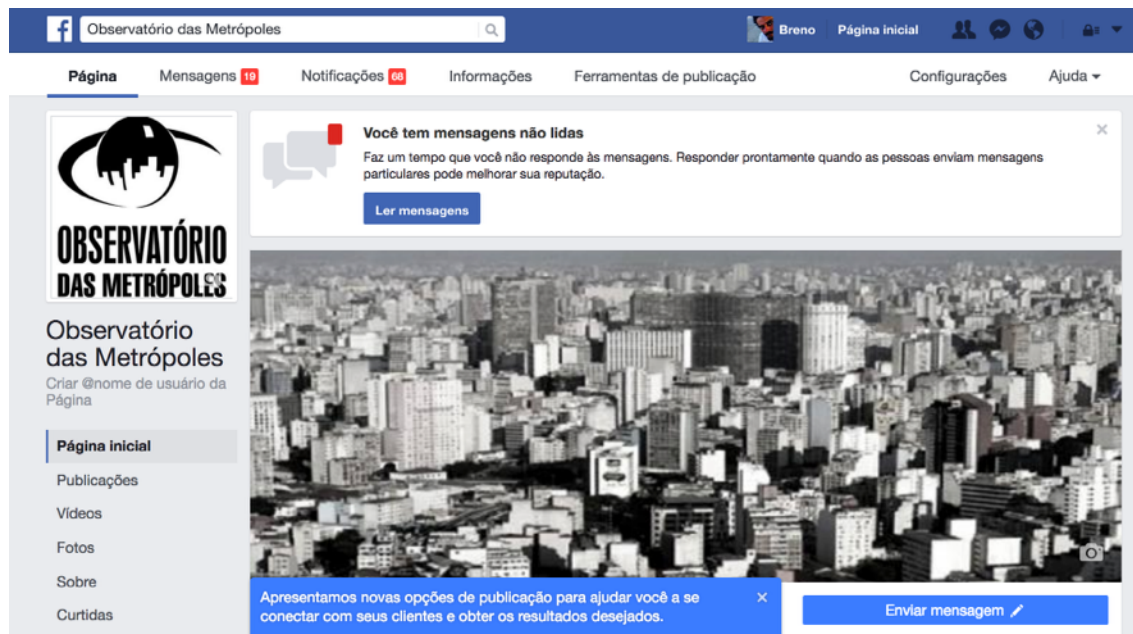 Observatório das Metrópoles
Breno
Página inicial
Página
Mensagens 19
Notificações 68
Informações
Ferramentas de publicação
Configurações
Ajuda
OBSERVATÓRIO
DAS METRÓPOLES
Observatório
das Metrópoles
Criar @nome de usuário da
Página
Página inicial
Publicações
Vídeos
Fotos
Sobre
Curtidas
Você tem mensagens não lidas
Faz um tempo que você não responde às mensagens. Responder prontamente quando as pessoas enviam mensagens
particulares pode melhorar sua reputação.
Ler mensagens
Apresentamos novas opções de publicação para ajudar você a se
conectar com seus clientes e obter os resultados desejados.
Enviar mensagem